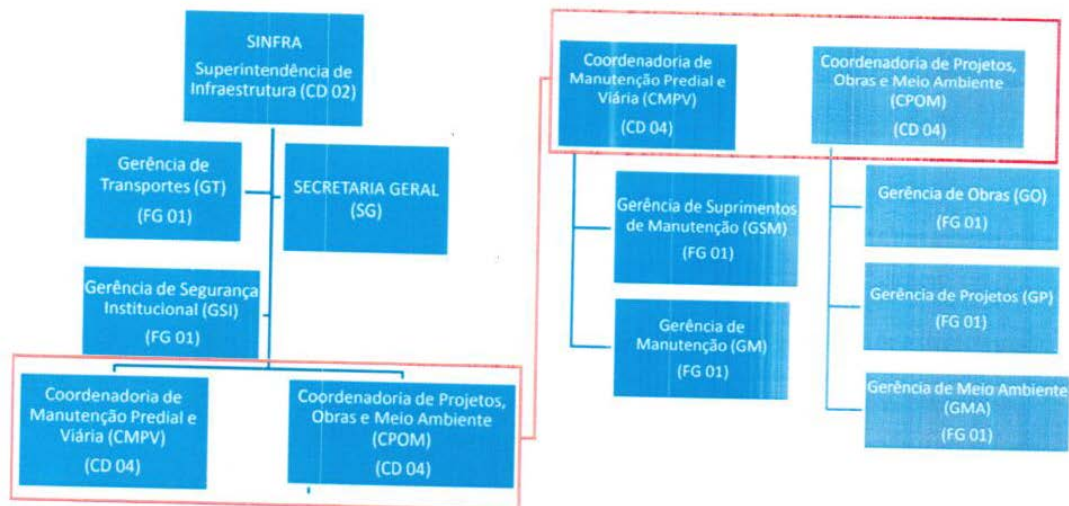 SINFRA
Superintendência de
Infraestrutura (CD 02)
Gerência de
Transportes (GT)
(FG 01)
SECRETARIA GERAL
(SG)
Gerência de Segurança
Institucional (GSI)
(FG 01)
Coordenadoria de
Manutenção Predial e
Viária (CMPV)
(CD 04)
Coordenadoria de Projetos,
Obras e Meio Ambiente
(CPOM)
(CD 04)
Coordenadoria de
Manutenção Predial e
Viária (CMPV)
(CD 04)
Coordenadoria de Projetos,
Obras e Meio Ambiente
(CPOM)
(CD 04)
Gerência de Suprimentos
de Manutenção (GSM)
(FG 01)
Gerência de
Manutenção (GM)
(FG 01)
Gerência de Obras (GO)
(FG 01)
Gerência de Projetos (GP)
(FG 01)
Gerência de Meio Ambiente
(GMA)
(FG 01)